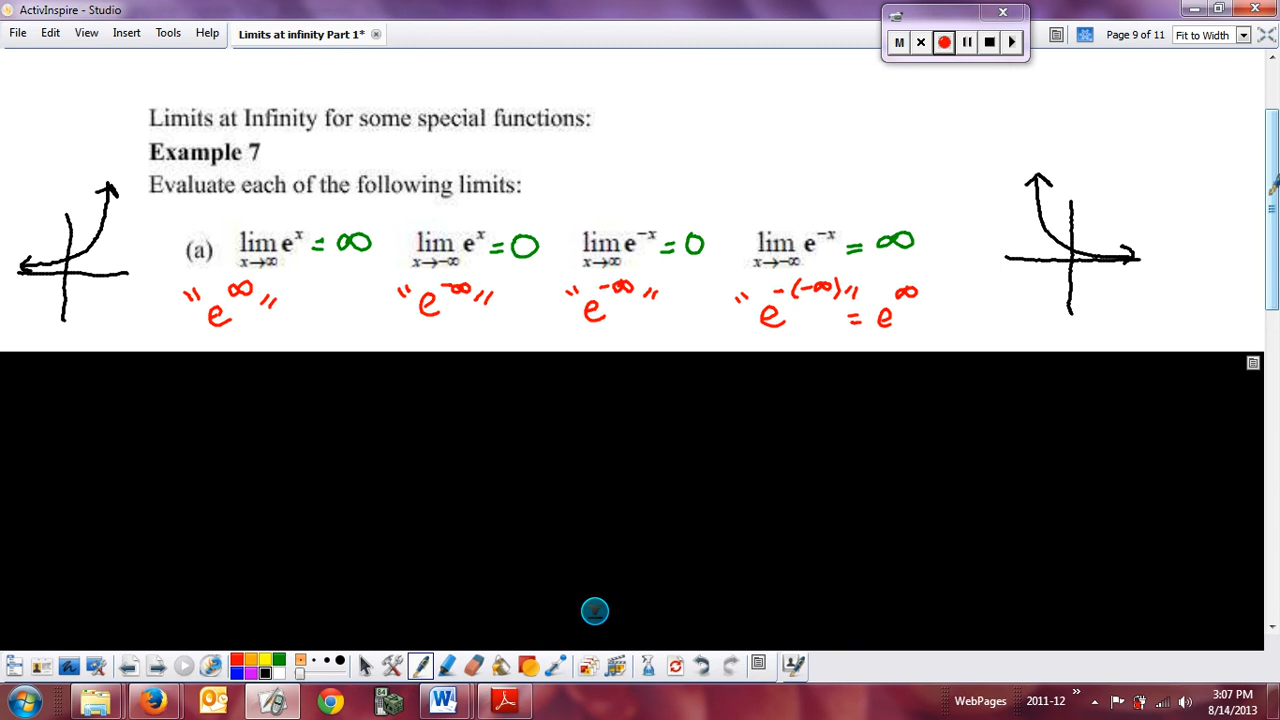 ActivInspire - Studio
File Edit View Insert Tools Help Limits at infinity Part 1* Page 9 of 11 Fit to Width
M
Limits at Infinity for some special functions:
Example 7
Evaluate each of the following limits:
(a) lim x→∞ e^x = ∞ lim x→-∞ e^x = 0 lim x→∞ e^-x = 0 lim x→-∞ e^-x = ∞
"e^∞" "e^-∞" "e^-∞" "e^-(-∞)" = e^∞
WebPages 2011-12 » 3:07 PM
8/14/2013